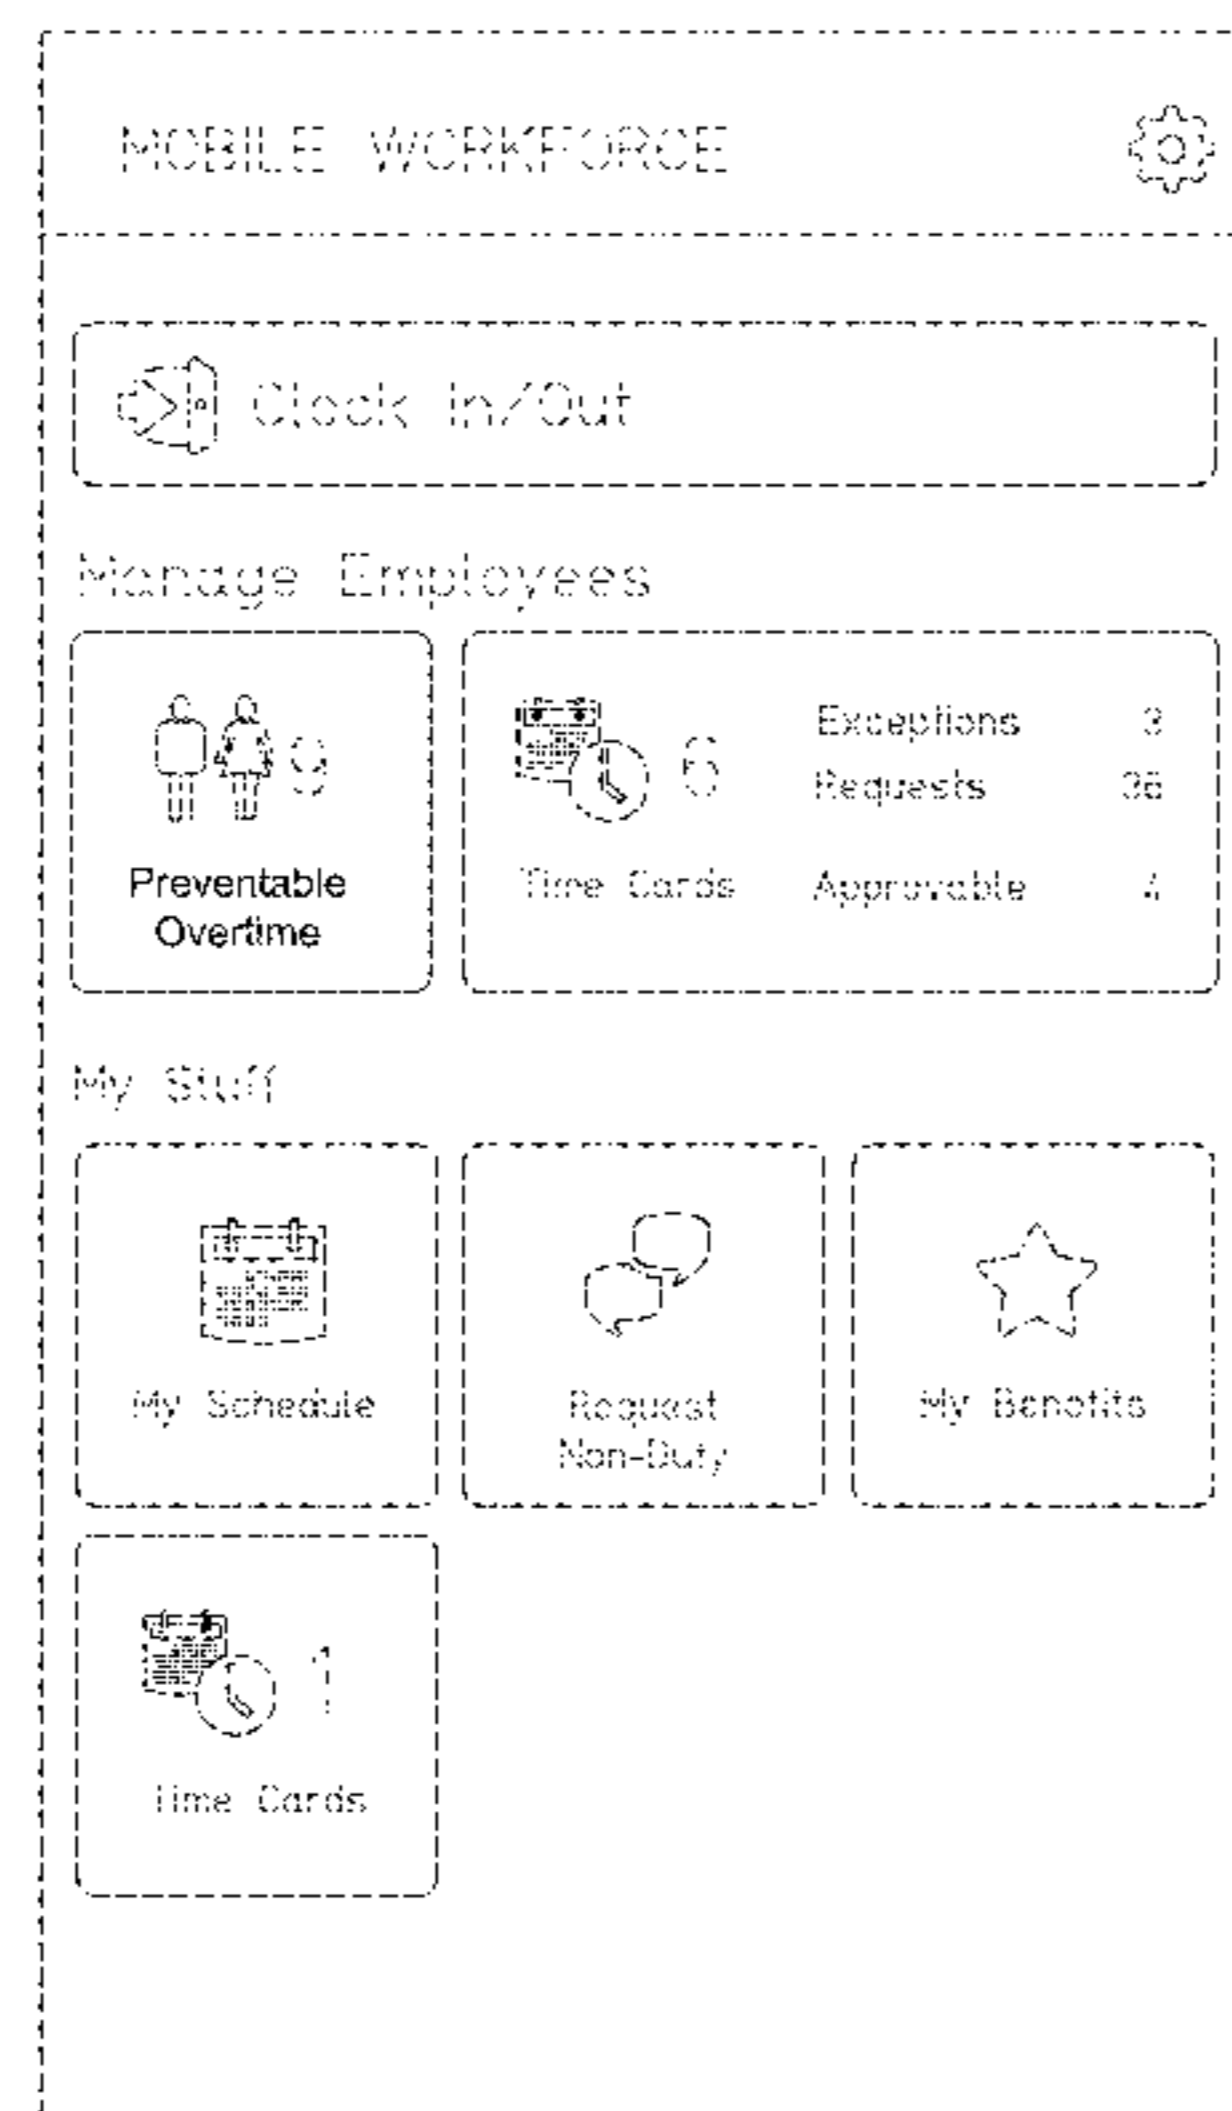 MOBILE WORKFORCE
Clock In/Out
Manage Employees
9
Preventable
Overtime
6
Time Cards
Exceptions 3
Requests
Approvable 4
My Stuff
My Schedule
Request
Non-Duty
My Benefits
1
Time Cards